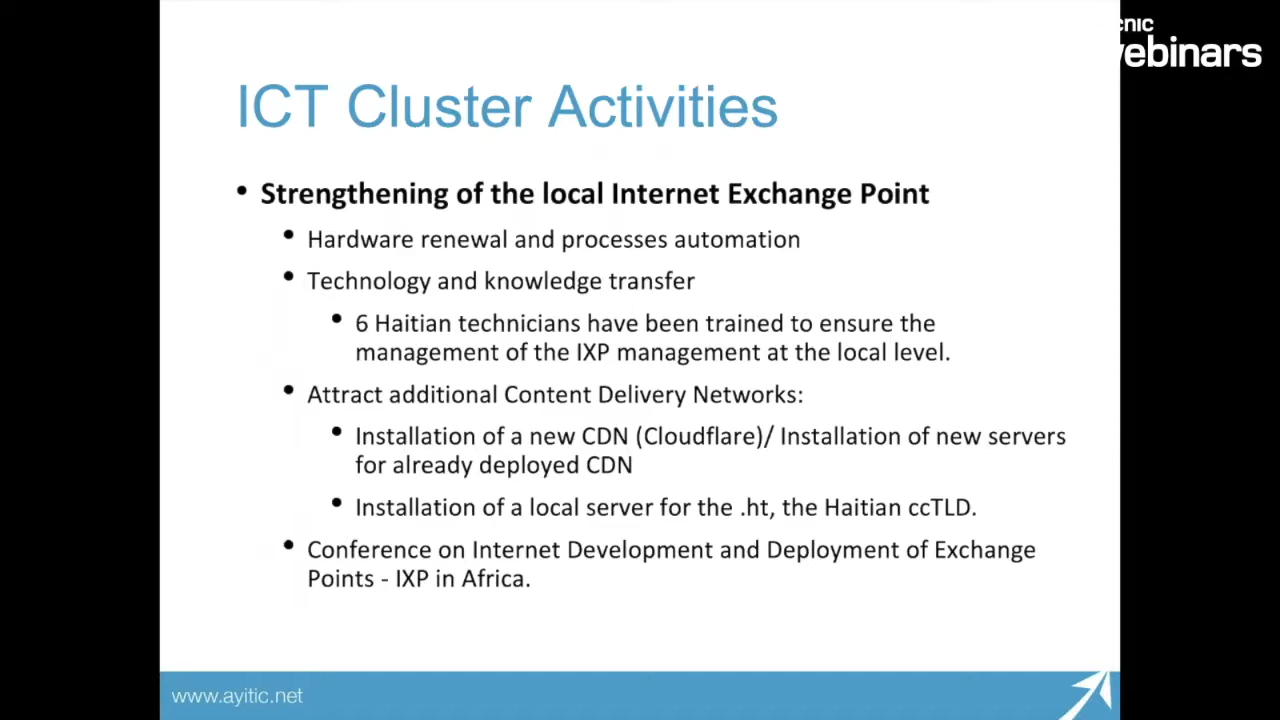 cnic
webinars
ICT Cluster Activities
• Strengthening of the local Internet Exchange Point
• Hardware renewal and processes automation
• Technology and knowledge transfer
• 6 Haitian technicians have been trained to ensure the
management of the IXP management at the local level.
• Attract additional Content Delivery Networks:
• Installation of a new CDN (Cloudflare)/ Installation of new servers
for already deployed CDN
• Installation of a local server for the .ht, the Haitian ccTLD.
• Conference on Internet Development and Deployment of Exchange
Points - IXP in Africa.
www.ayitic.net